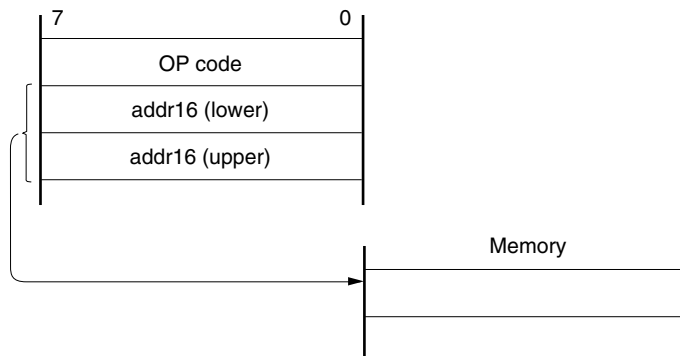 7 0
OP code
addr16 (lower)
addr16 (upper)
Memory